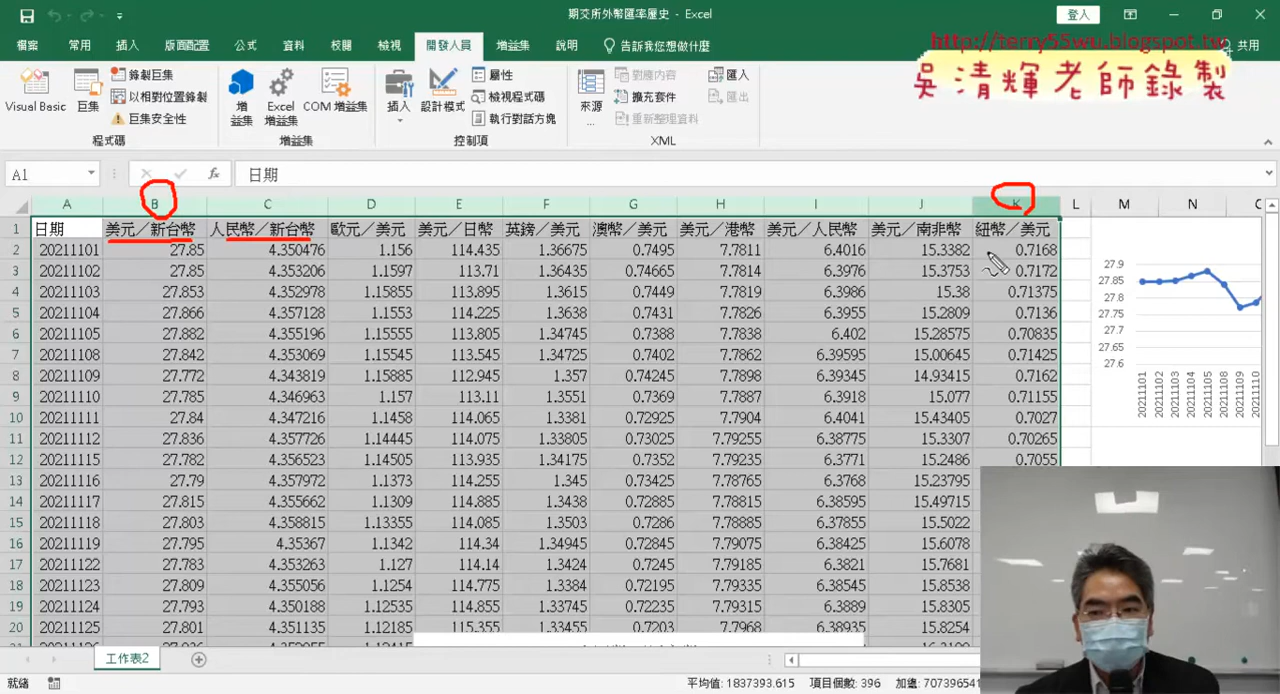 期交所外幣匯率歷史 - Excel
登入
檔案 常用 插入 版面配置 公式 資料 校閱 檢視 開發人員 增益集 說明 告訴我您想做什麼 共用
http://terry55wu.blogspot.tw
吳清輝老師錄製
Visual Basic 巨集 錄製巨集 以相對位置錄製 巨集安全性 程式碼
增益集 Excel 增益集 COM 增益集 增益集
插入 設計模式 屬性 檢視程式碼 執行對話方塊 控制項
來源... 對應內容 擴充套件 重新整理資料 匯入 匯出 XML
A1 fx 日期
A B C D E F G H I J K L M N
1 日期 美元／新台幣 人民幣／新台幣 歐元／美元 美元／日幣 英鎊／美元 澳幣／美元 美元／港幣 美元／人民幣 美元／南非幣 紐幣／美元
2 20211101 27.85 4.350476 1.156 114.435 1.36675 0.7495 7.7811 6.4016 15.3382 0.7168
3 20211102 27.85 4.353206 1.1597 113.71 1.36435 0.74665 7.7814 6.3976 15.3753 0.7172
4 20211103 27.853 4.352978 1.15855 113.895 1.3615 0.7449 7.7819 6.3986 15.38 0.71375
5 20211104 27.866 4.357128 1.1553 114.225 1.3638 0.7431 7.7826 6.3955 15.2809 0.7136
6 20211105 27.882 4.355196 1.15535 113.805 1.34745 0.7388 7.7838 6.402 15.28575 0.70835
7 20211108 27.842 4.353069 1.15545 113.545 1.34725 0.7402 7.7862 6.39595 15.00645 0.71425
8 20211109 27.772 4.343819 1.15885 112.945 1.357 0.74245 7.7898 6.39345 14.93415 0.7162
9 20211110 27.785 4.346963 1.157 113.11 1.3551 0.7369 7.7887 6.3918 15.077 0.71155
10 20211111 27.84 4.347216 1.1458 114.065 1.3381 0.72925 7.7904 6.4041 15.43405 0.7027
11 20211112 27.836 4.357726 1.14445 114.075 1.33805 0.73025 7.79255 6.38775 15.3307 0.70265
12 20211115 27.782 4.356523 1.14505 113.935 1.34175 0.7352 7.79235 6.3771 15.2486 0.7055
13 20211116 27.79 4.357972 1.1373 114.255 1.345 0.73425 7.78765 6.3768 15.23795
14 20211117 27.815 4.355662 1.1309 114.885 1.3438 0.72885 7.78815 6.38595 15.49715
15 20211118 27.803 4.358815 1.13355 114.085 1.3503 0.7286 7.78885 6.37855 15.5022
16 20211119 27.795 4.35367 1.1342 114.34 1.34945 0.72845 7.79075 6.38425 15.6078
17 20211122 27.783 4.353263 1.127 114.14 1.3424 0.7245 7.79185 6.3821 15.7681
18 20211123 27.809 4.355056 1.1254 114.775 1.3384 0.72195 7.79335 6.38545 15.8538
19 20211124 27.793 4.350188 1.12535 114.855 1.33745 0.72235 7.79315 6.3889 15.8305
20 20211125 27.801 4.351135 1.12185 115.355 1.33455 0.7203 7.7968 6.38935 15.8254
27.9
27.85
27.8
27.75
27.7
27.65
27.6
20211101 20211102 20211103 20211104 20211105 20211108 20211109 20211110
工作表2
就緒 平均值: 1837393.615 項目個數: 396 加總: 707396541